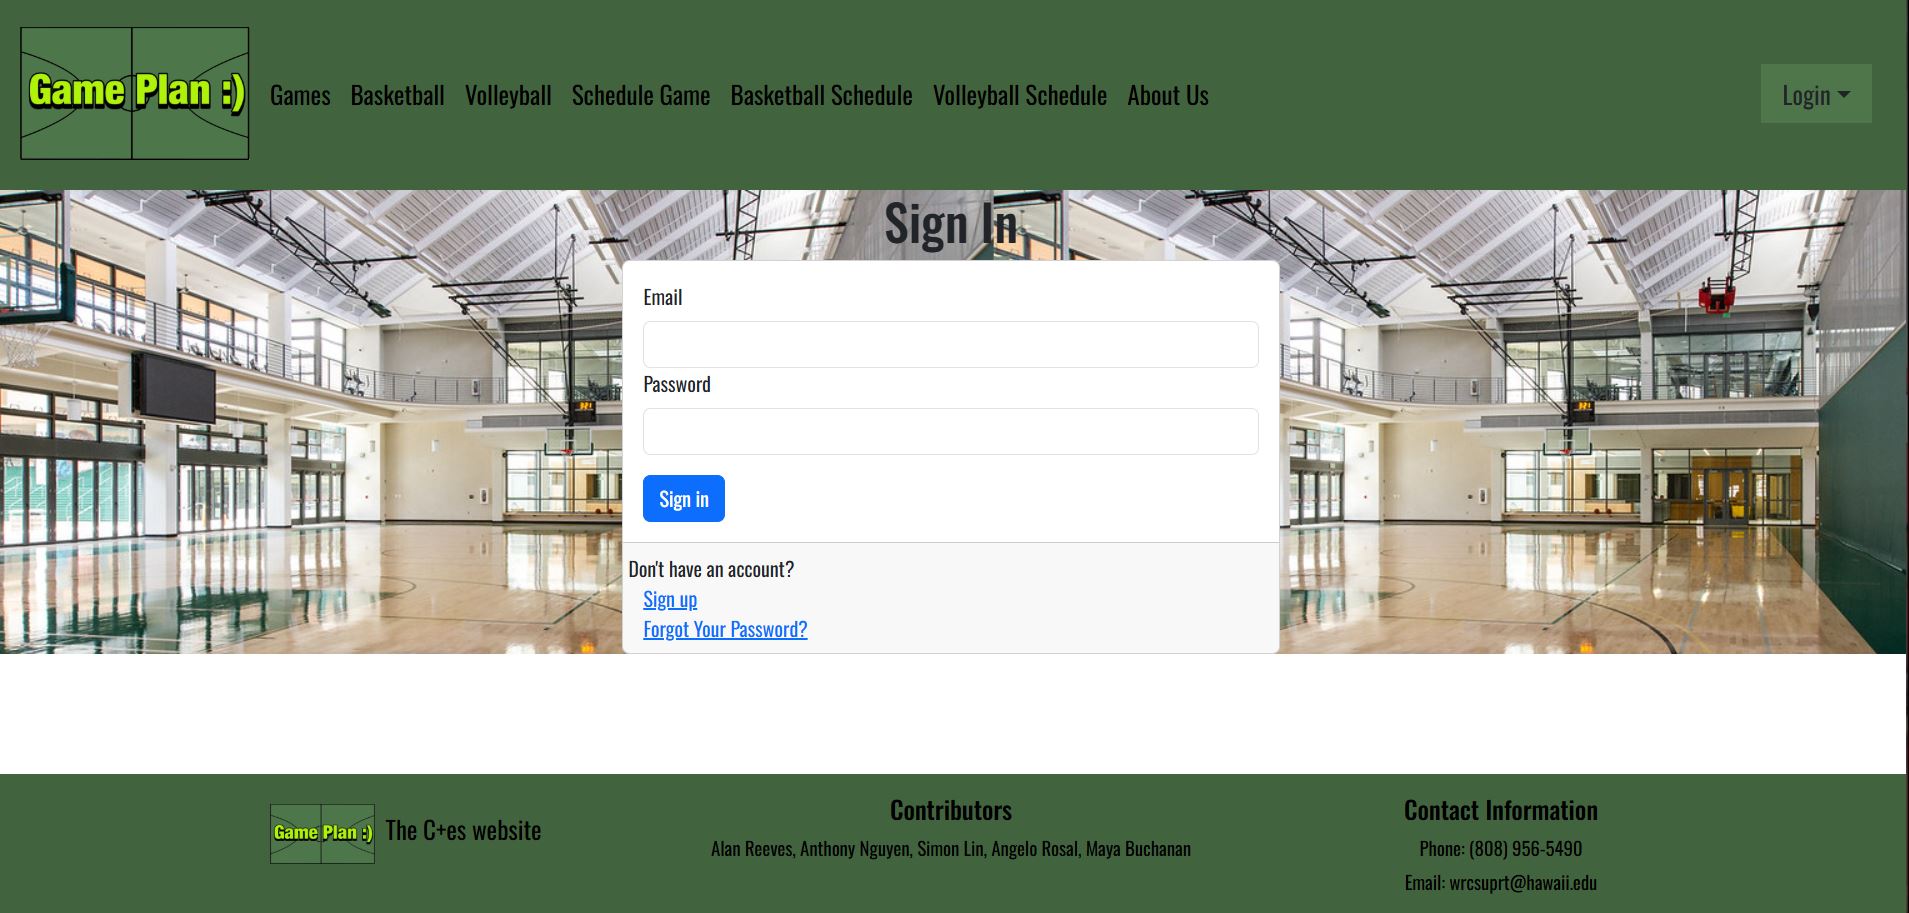 Game Plan :)
Games Basketball Volleyball Schedule Game Basketball Schedule Volleyball Schedule About Us
Login
Sign In
Email
Password
Sign in
Don't have an account?
Sign up
Forgot Your Password?
Game Plan :)
The C+es website
Contributors
Alan Reeves, Anthony Nguyen, Simon Lin, Angelo Rosal, Maya Buchanan
Contact Information
Phone: (808) 956-5490
Email: wrcsuprt@hawaii.edu